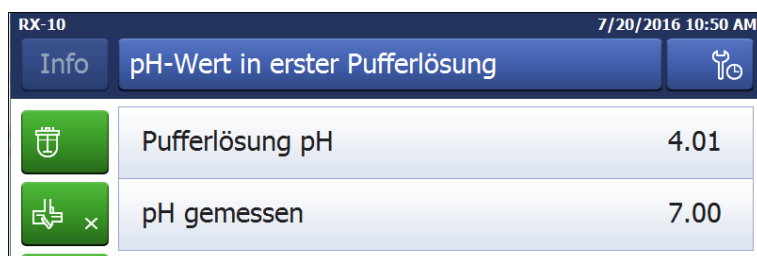 RX-10 7/20/2016 10:50 AM
Info pH-Wert in erster Pufferlösung
Pufferlösung pH 4.01
pH gemessen 7.00